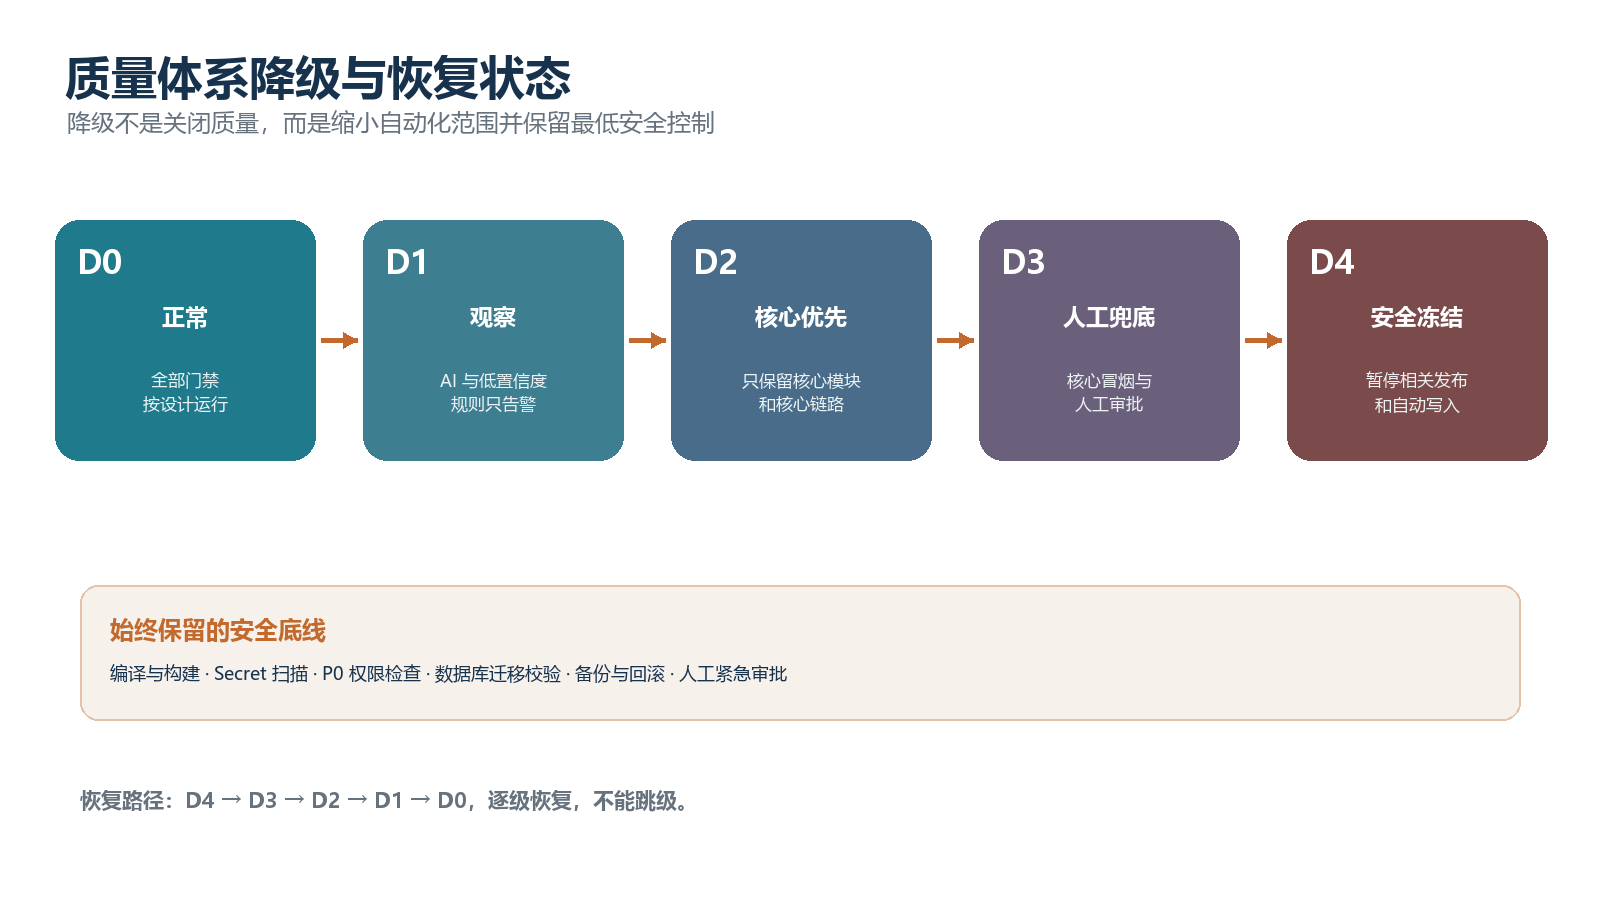 质量体系降级与恢复状态
降级不是关闭质量，而是缩小自动化范围并保留最低安全控制
D0
正常
全部门禁
按设计运行
D1
观察
AI 与低置信度
规则只告警
D2
核心优先
只保留核心模块
和核心链路
D3
人工兜底
核心冒烟与
人工审批
D4
安全冻结
暂停相关发布
和自动写入
始终保留的安全底线
编译与构建 · Secret 扫描 · P0 权限检查 · 数据库迁移校验 · 备份与回滚 · 人工紧急审批
恢复路径：D4 → D3 → D2 → D1 → D0，逐级恢复，不能跳级。